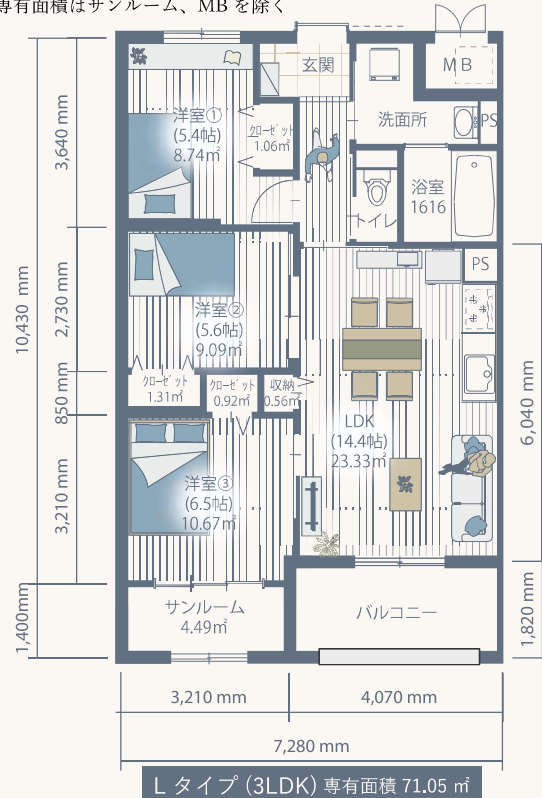 専有面積はサンルーム、MB を除く
玄関
MB
洋室①
(5.4帖)
8.74㎡
クローゼット
1.06㎡
洗面所
PS
浴室
1616
トイレ
PS
洋室②
(5.6帖)
9.09㎡
クローゼット
1.31㎡
クローゼット
0.92㎡
収納
0.56㎡
LDK
(14.4帖)
23.33㎡
洋室③
(6.5帖)
10.67㎡
サンルーム
4.49㎡
バルコニー
3,640 mm
10,430 mm
2,730 mm
850 mm
3,210 mm
1,400mm
6,040 mm
1,820 mm
3,210 mm
4,070 mm
7,280 mm
L タイプ (3LDK) 専有面積 71.05 ㎡